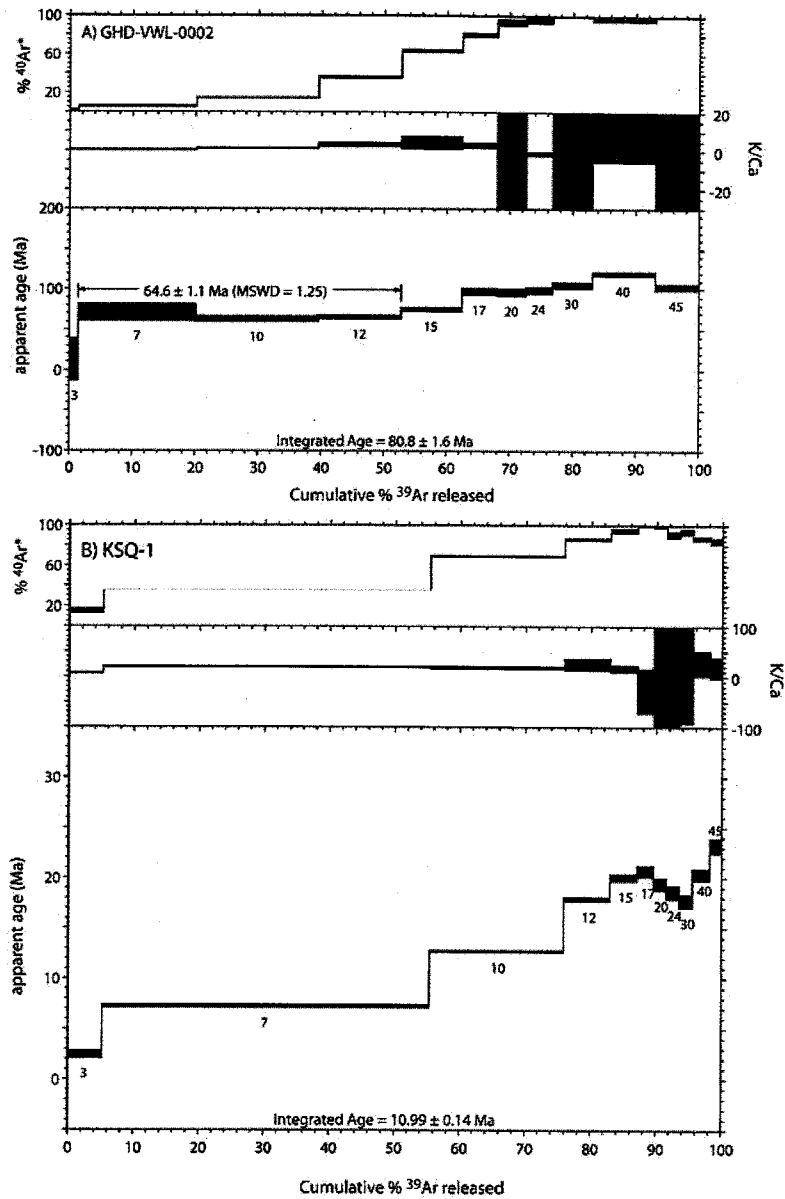 A) GHD-VWL-0002
% 40Ar*
100
60
20
20
0
-20
K/Ca
200
100
0
-100
apparent age (Ma)
64.6 ± 1.1 Ma (MSWD = 1.25)
3
7
10
12
15
17
20
24
30
40
45
Integrated Age = 80.8 ± 1.6 Ma
0 10 20 30 40 50 60 70 80 90 100
Cumulative % 39Ar released
B) KSQ-1
% 40Ar*
100
60
20
100
0
-100
K/Ca
30
20
10
0
apparent age (Ma)
3
7
10
12
15
17
20
24
30
40
45
Integrated Age = 10.99 ± 0.14 Ma
0 10 20 30 40 50 60 70 80 90 100
Cumulative % 39Ar released